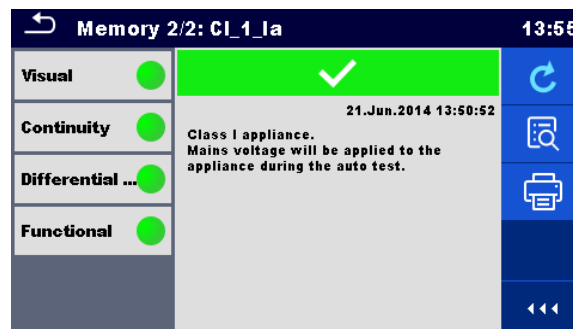 Memory 2/2: Cl_1_Ia
13:55
Visual
Continuity
Differential ...
Functional
21.Jun.2014 13:50:52
Class I appliance.
Mains voltage will be applied to the
appliance during the auto test.